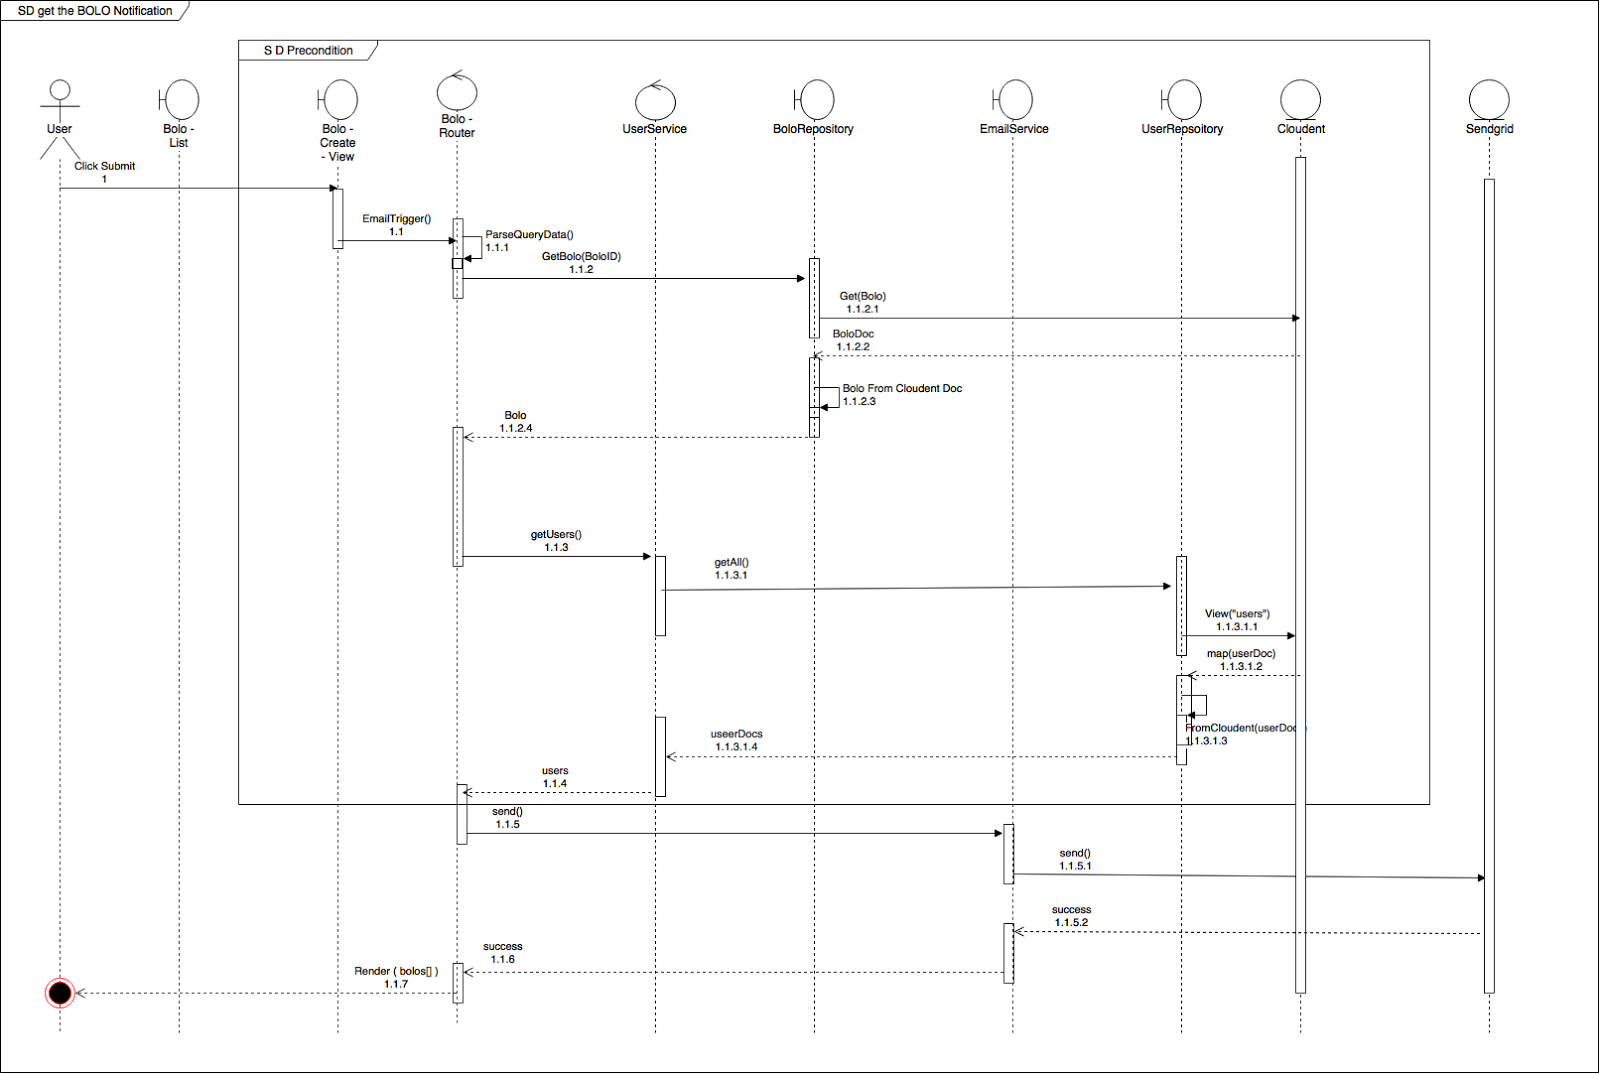 SD get the BOLO Notification
S D Precondition
User
Bolo -
List
Bolo -
Create
- View
Bolo -
Router
UserService
BoloRepository
EmailService
UserRepsoitory
Cloudent
Sendgrid
Click Submit
1
EmailTrigger()
1.1
ParseQueryData()
1.1.1
GetBolo(BoloID)
1.1.2
Get(Bolo)
1.1.2.1
BoloDoc
1.1.2.2
Bolo From Cloudent Doc
1.1.2.3
Bolo
1.1.2.4
getUsers()
1.1.3
getAll()
1.1.3.1
View("users")
1.1.3.1.1
map(userDoc)
1.1.3.1.2
FromCloudent(userDoc)
1.1.3.1.3
useerDocs
1.1.3.1.4
users
1.1.4
send()
1.1.5
send()
1.1.5.1
success
1.1.5.2
success
1.1.6
Render ( bolos[] )
1.1.7